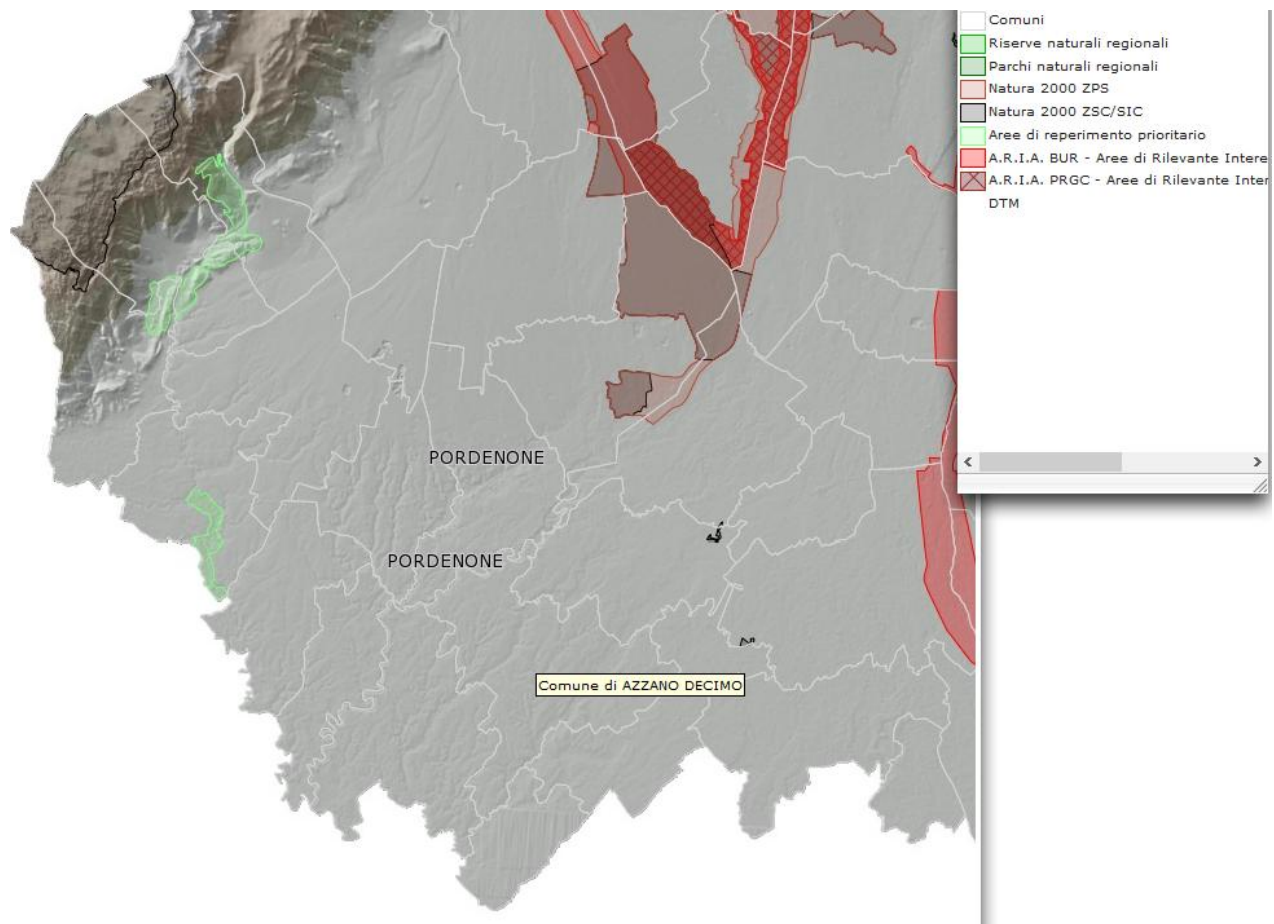 Comuni
Riserve naturali regionali
Parchi naturali regionali
Natura 2000 ZPS
Natura 2000 ZSC/SIC
Aree di reperimento prioritario
A.R.I.A. BUR - Aree di Rilevante Intere
A.R.I.A. PRGC - Aree di Rilevante Inter
DTM
PORDENONE
PORDENONE
Comune di AZZANO DECIMO